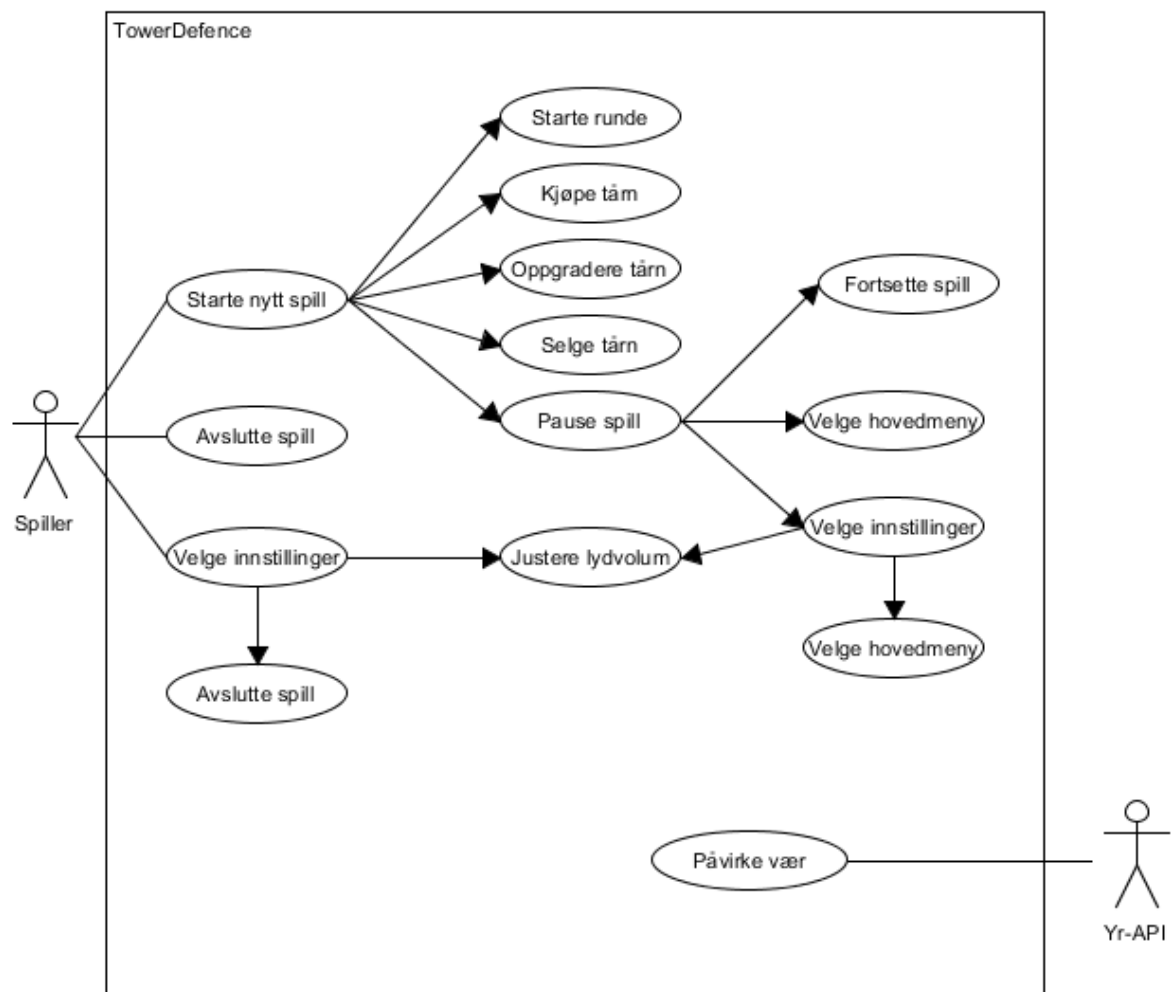 TowerDefence
Starte runde
Kjøpe tårn
Oppgradere tårn
Fortsette spill
Starte nytt spill
Selge tårn
Pause spill
Velge hovedmeny
Avslutte spill
Spiller
Velge innstillinger
Velge innstillinger
Justere lydvolum
Velge hovedmeny
Avslutte spill
Påvirke vær
Yr-API